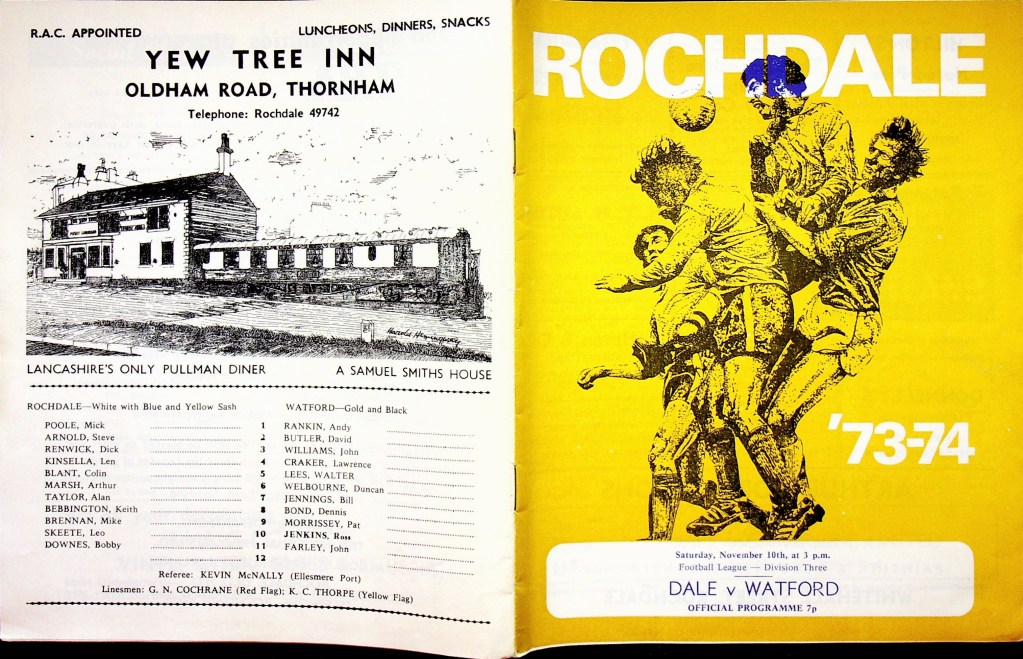 R.A.C. APPOINTED
LUNCHEONS, DINNERS, SNACKS
YEW TREE INN
OLDHAM ROAD, THORNHAM
Telephone: Rochdale 49742
Harold Hemingway
LANCASHIRE'S ONLY PULLMAN DINER
A SAMUEL SMITHS HOUSE
ROCHDALE—White with Blue and Yellow Sash
WATFORD—Gold and Black
POOLE, Mick 1 RANKIN, Andy
ARNOLD, Steve 2 BUTLER, David
RENWICK, Dick 3 WILLIAMS, John
KINSELLA, Len 4 CRAKER, Lawrence
BLANT, Colin 5 LEES, WALTER
MARSH, Arthur 6 WELBOURNE, Duncan
TAYLOR, Alan 7 JENNINGS, Bill
BEBBINGTON, Keith 8 BOND, Dennis
BRENNAN, Mike 9 MORRISSEY, Pat
SKEETE, Leo 10 JENKINS, Ross
DOWNES, Bobby 11 FARLEY, John
12
Referee: KEVIN McNALLY (Ellesmere Port)
Linesmen: G. N. COCHRANE (Red Flag); K. C. THORPE (Yellow Flag)
ROCHDALE
'73-74
Saturday, November 10th, at 3 p.m.
Football League — Division Three
DALE v WATFORD
OFFICIAL PROGRAMME 7p